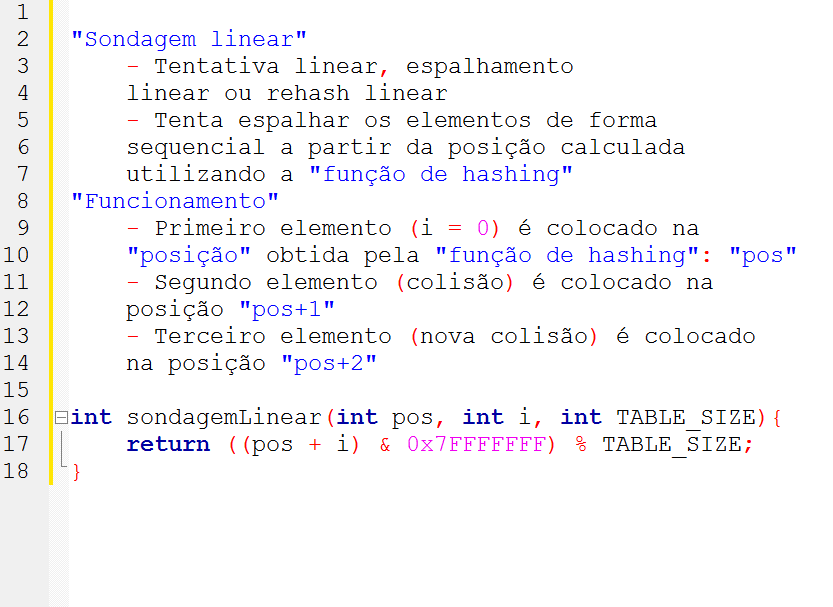 1
2 "Sondagem linear"
3 - Tentativa linear, espalhamento
4 linear ou rehash linear
5 - Tenta espalhar os elementos de forma
6 sequencial a partir da posição calculada
7 utilizando a "função de hashing"
8 "Funcionamento"
9 - Primeiro elemento (i = 0) é colocado na
10 "posição" obtida pela "função de hashing": "pos"
11 - Segundo elemento (colisão) é colocado na
12 posição "pos+1"
13 - Terceiro elemento (nova colisão) é colocado
14 na posição "pos+2"
15
16 int sondagemLinear(int pos, int i, int TABLE_SIZE){
17 return ((pos + i) & 0x7FFFFFFF) % TABLE_SIZE;
18 }